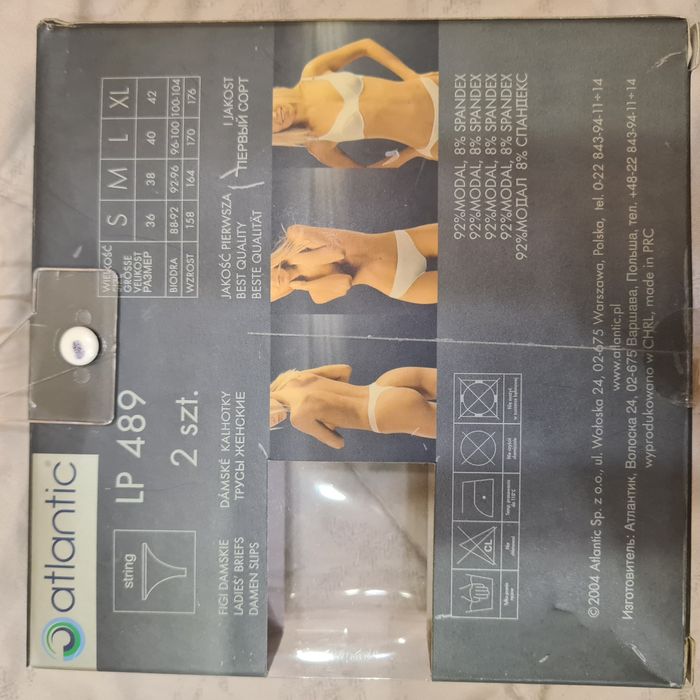 atlantic
string
LP 489
2 szt.
FIGI DAMSKIE
LADIES' BRIEFS
DAMEN SLIPS
DÁMSKÉ KALHOTKY
ТРУСЫ ЖЕНСКИЕ
WIELKOŚĆ
GRÖSSE
VELIKOST
РАЗМЕР
S M L XL
36 38 40 42
BIODRA 88-92 92-96 96-100 100-104
WZROST 158 164 170 176
JAKOŚĆ PIERWSZA
BEST QUALITY
BESTE QUALITÄT
I JAKOST
ПЕРВЫЙ СОРТ
92%MODAL, 8% SPANDEX
92%MODAL, 8% SPANDEX
92%MODAL, 8% SPANDEX
92%MODAL, 8% SPANDEX
92%МОДАЛ 8% СПАНДЕКС
CL
© 2004 Atlantic Sp. z o.o., ul. Wołoska 24, 02-675 Warszawa, Polska, tel. 0-22 843-94-11÷14
www.atlantic.pl
Изготовитель: Атлантик, Волоска 24, 02-675 Варшава, Польша, тел. +48-22 843-94-11÷14
wyprodukowano w CHRL, made in PRC